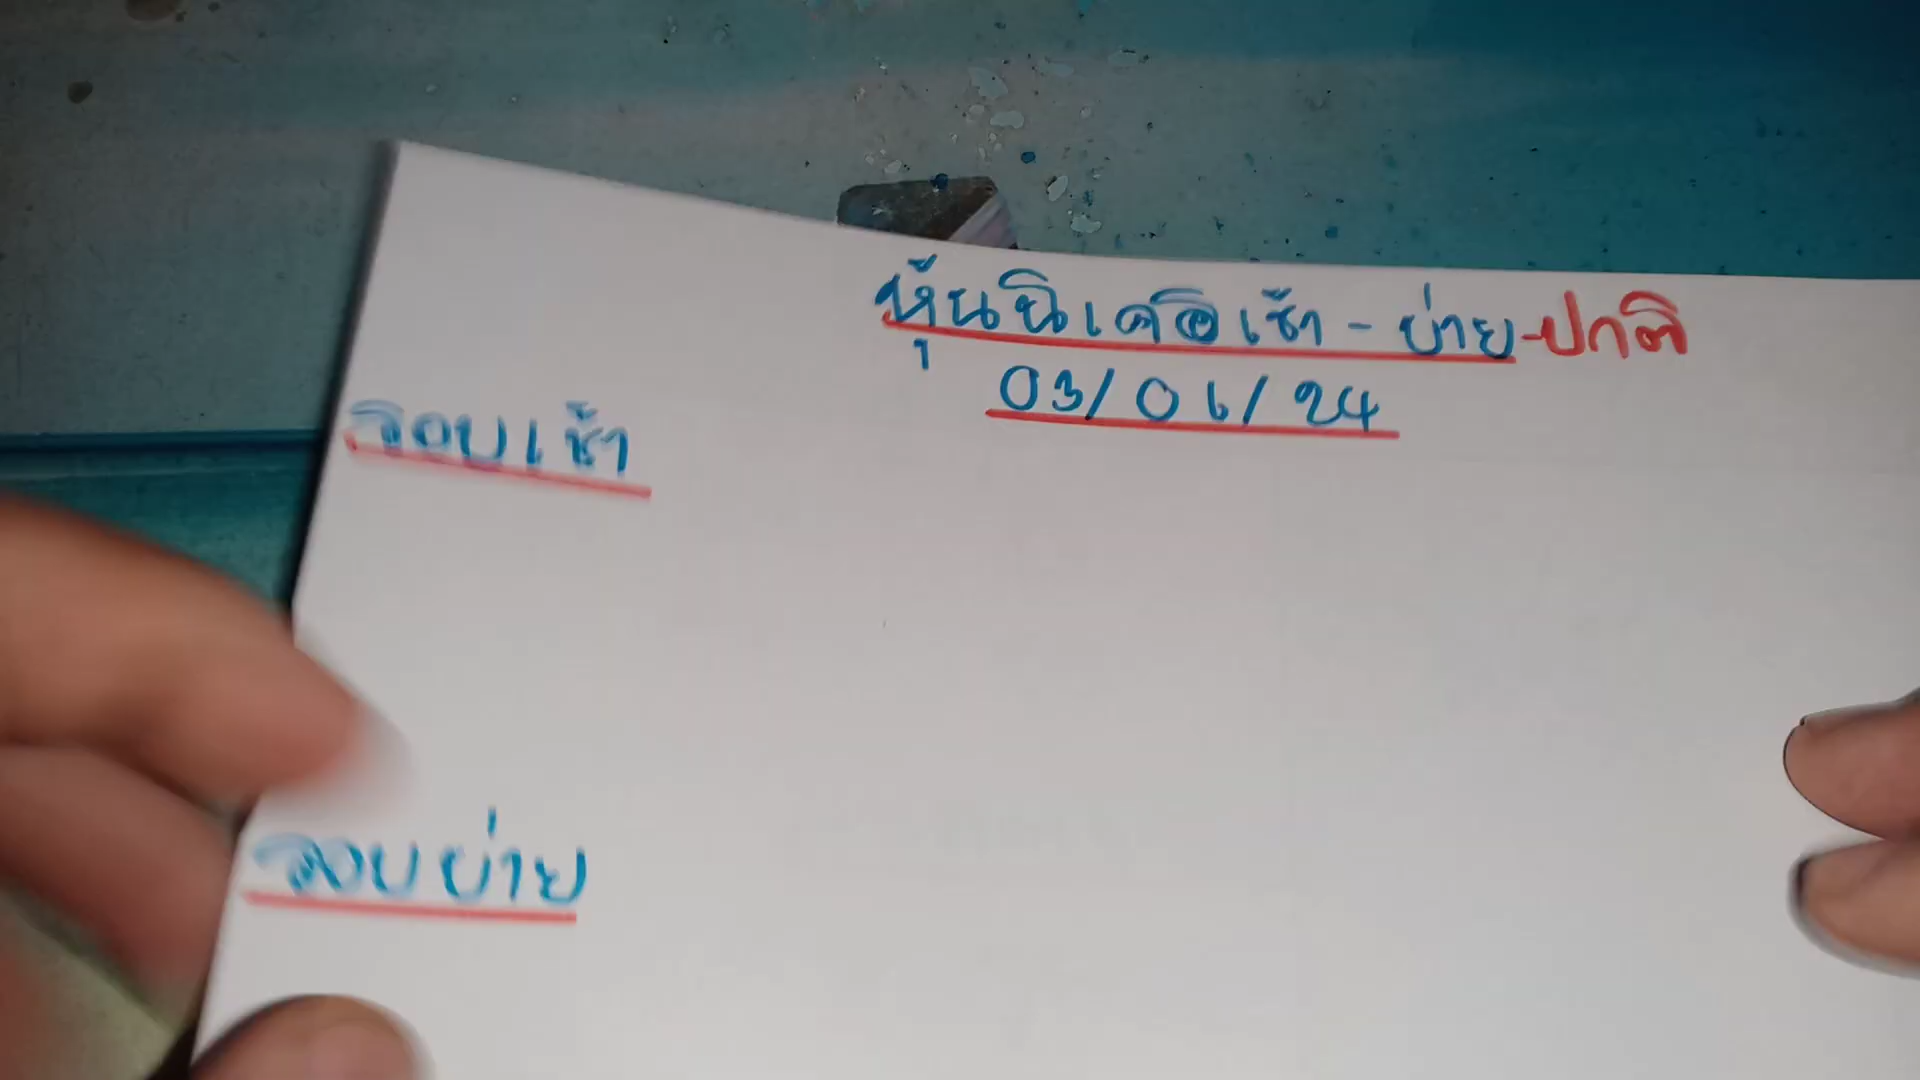 หุ้นนิเคอิเช้า - บ่าย - ปกติ
03/06/24
รอบเช้า
รอบบ่าย